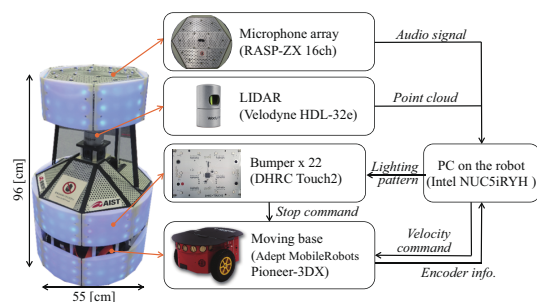 Microphone array
(RASP-ZX 16ch)
Audio signal
LIDAR
(Velodyne HDL-32e)
Point cloud
Bumper x 22
(DHRC Touch2)
Lighting
pattern
PC on the robot
(Intel NUC5iRYH )
Stop command
Moving base
(Adept MobileRobots
Pioneer-3DX)
Velocity
command
Encoder info.
96 [cm]
AIST
55 [cm]